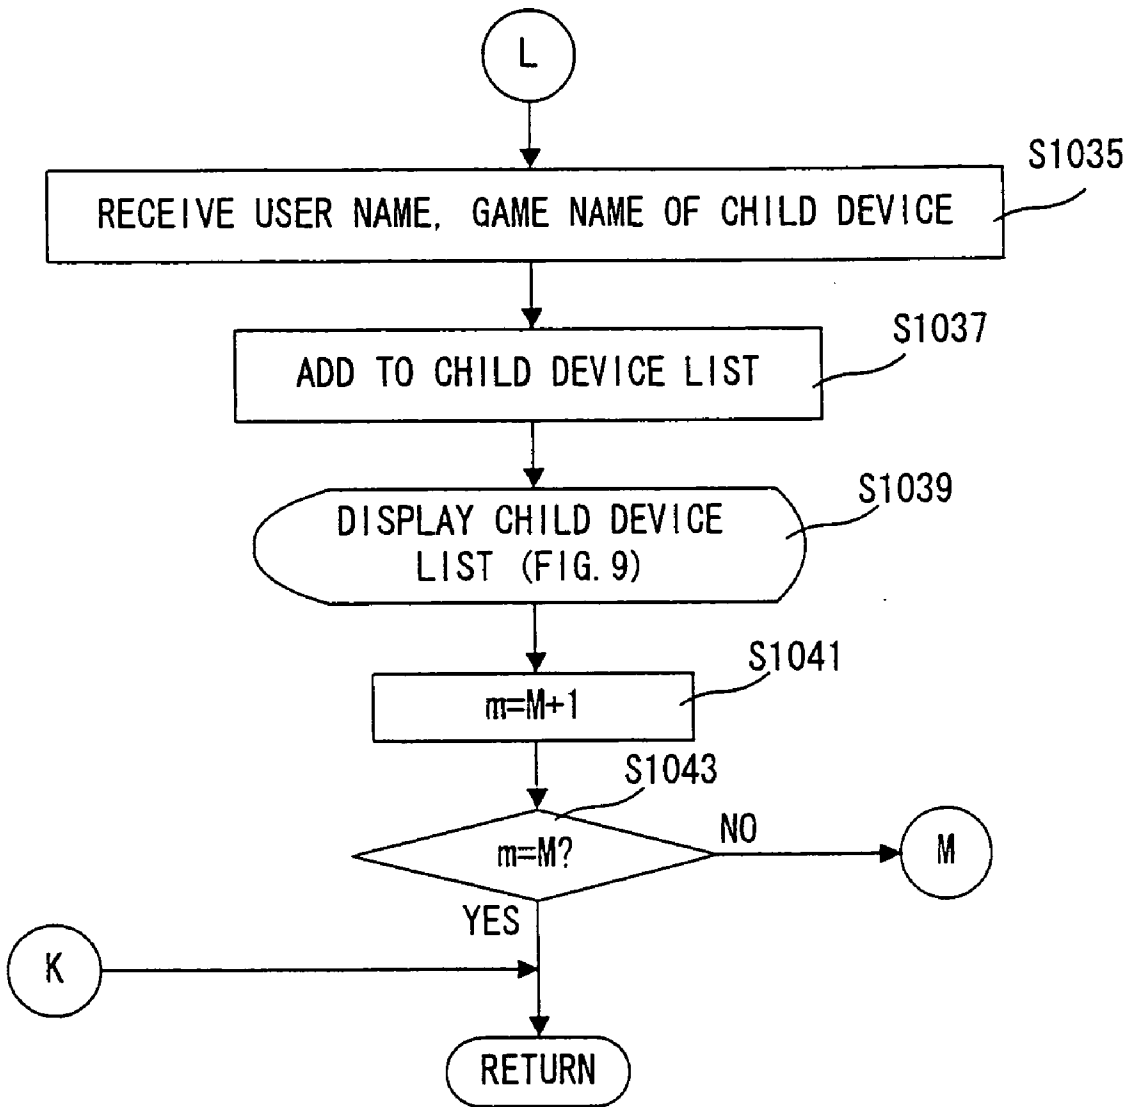 L
S1035
RECEIVE USER NAME, GAME NAME OF CHILD DEVICE
S1037
ADD TO CHILD DEVICE LIST
S1039
DISPLAY CHILD DEVICE
LIST (FIG. 9)
S1041
m=M+1
S1043
m=M?
NO
M
YES
K
RETURN